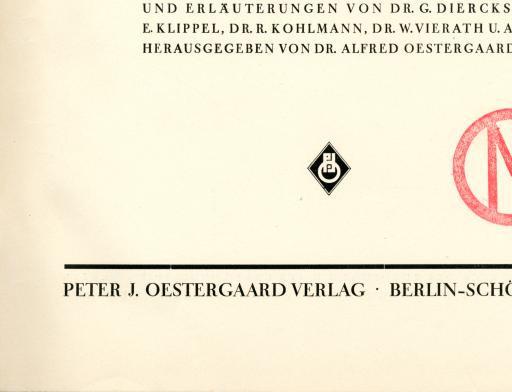 UND ERLÄUTERUNGEN VON DR. G. DIERCKS
E. KLIPPEL, DR. R. KOHLMANN, DR. W. VIERATH U. A
HERAUSGEGEBEN VON DR. ALFRED OESTERGAARD
PETER J. OESTERGAARD VERLAG · BERLIN-SCHÖ